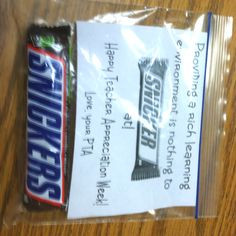 Providing a rich learning
environment is nothing to
SNICKER
at!
Happy Teacher Appreciation Week!
Love your PTA
SNICKERS